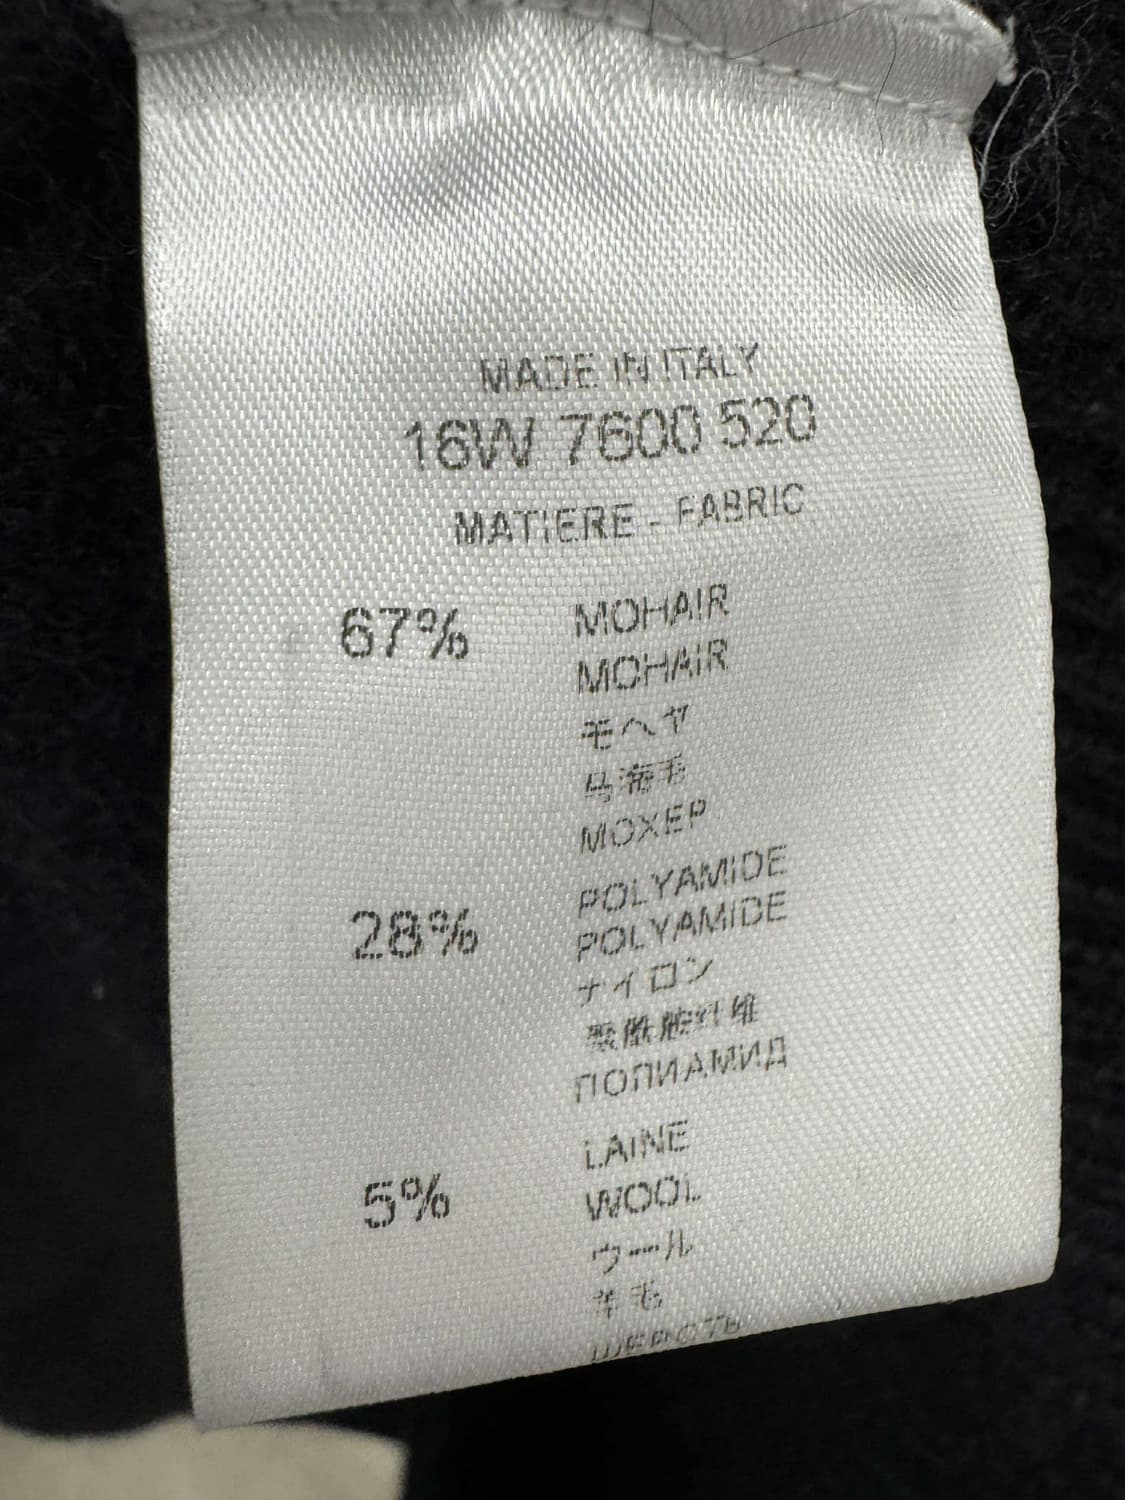 MADE IN ITALY
16W 7600 520
MATIERE - FABRIC
67% MOHAIR
MOHAIR
モヘヤ
马海毛
МОХЕР
28% POLYAMIDE
POLYAMIDE
ナイロン
聚酰胺纤维
ПОЛИАМИД
5% LAINE
WOOL
ウール
羊毛
ШЕРСТЬ